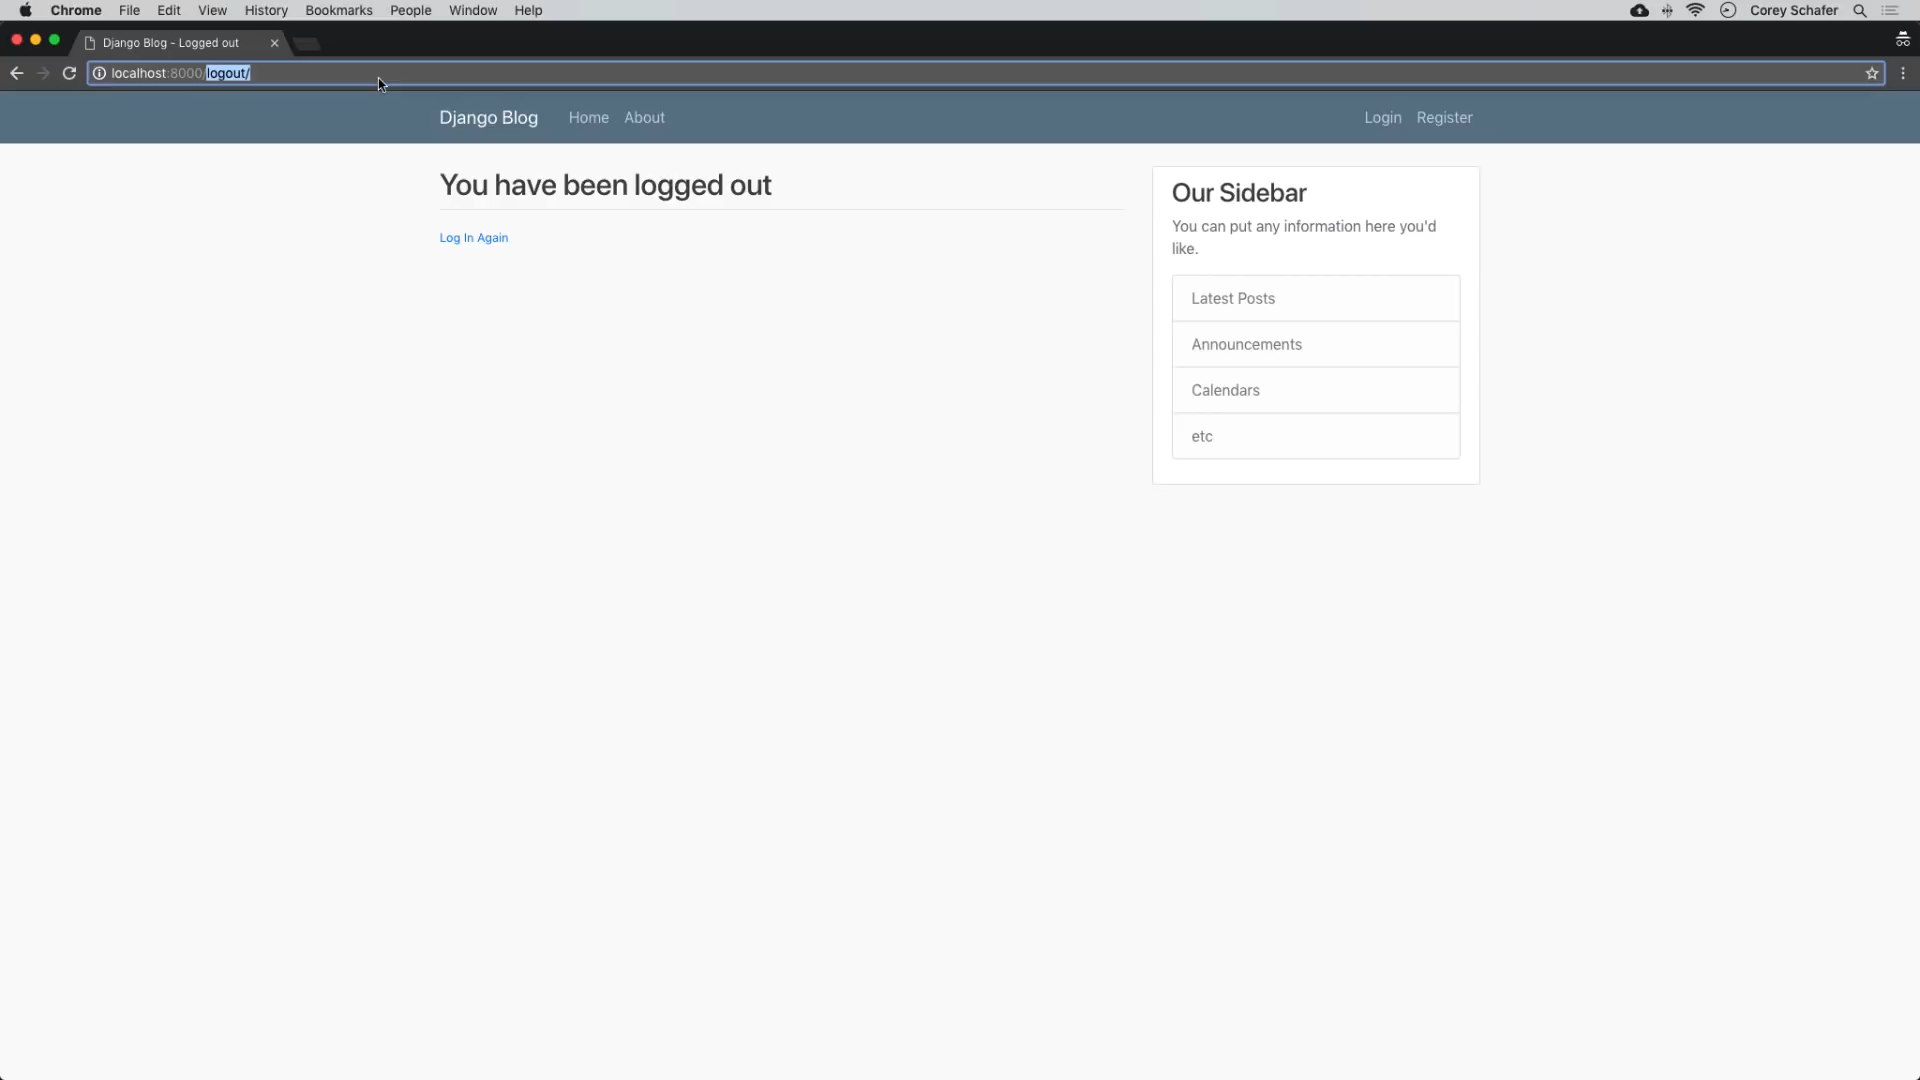 Chrome File Edit View History Bookmarks People Window Help Corey Schafer
Django Blog - Logged out
localhost:8000/logout/
Django Blog Home About Login Register
You have been logged out
Log In Again
Our Sidebar
You can put any information here you'd
like.
Latest Posts
Announcements
Calendars
etc